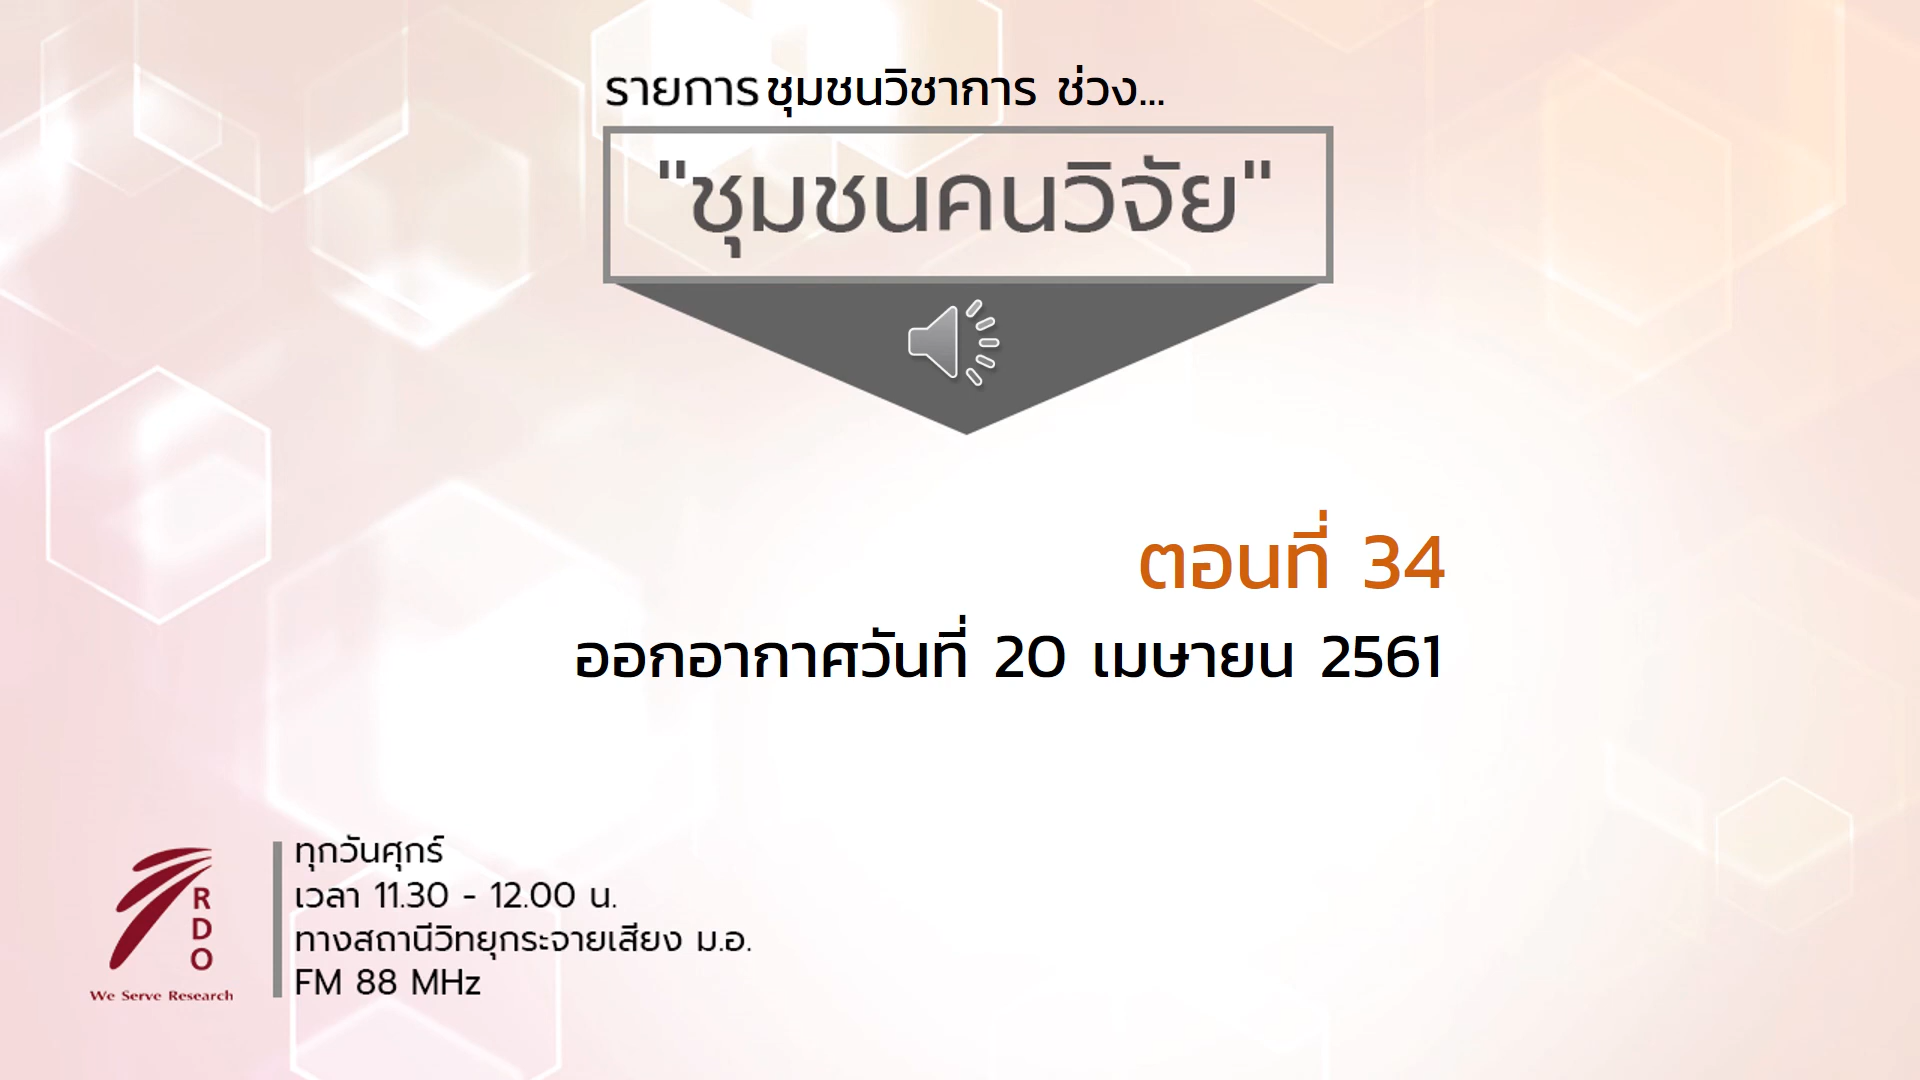 รายการชุมชนวิชาการ ช่วง...
"ชุมชนคนวิจัย"
ตอนที่ 34
ออกอากาศวันที่ 20 เมษายน 2561
RDO
We Serve Research
ทุกวันศุกร์
เวลา 11.30 - 12.00 น.
ทางสถานีวิทยุกระจายเสียง ม.อ.
FM 88 MHz